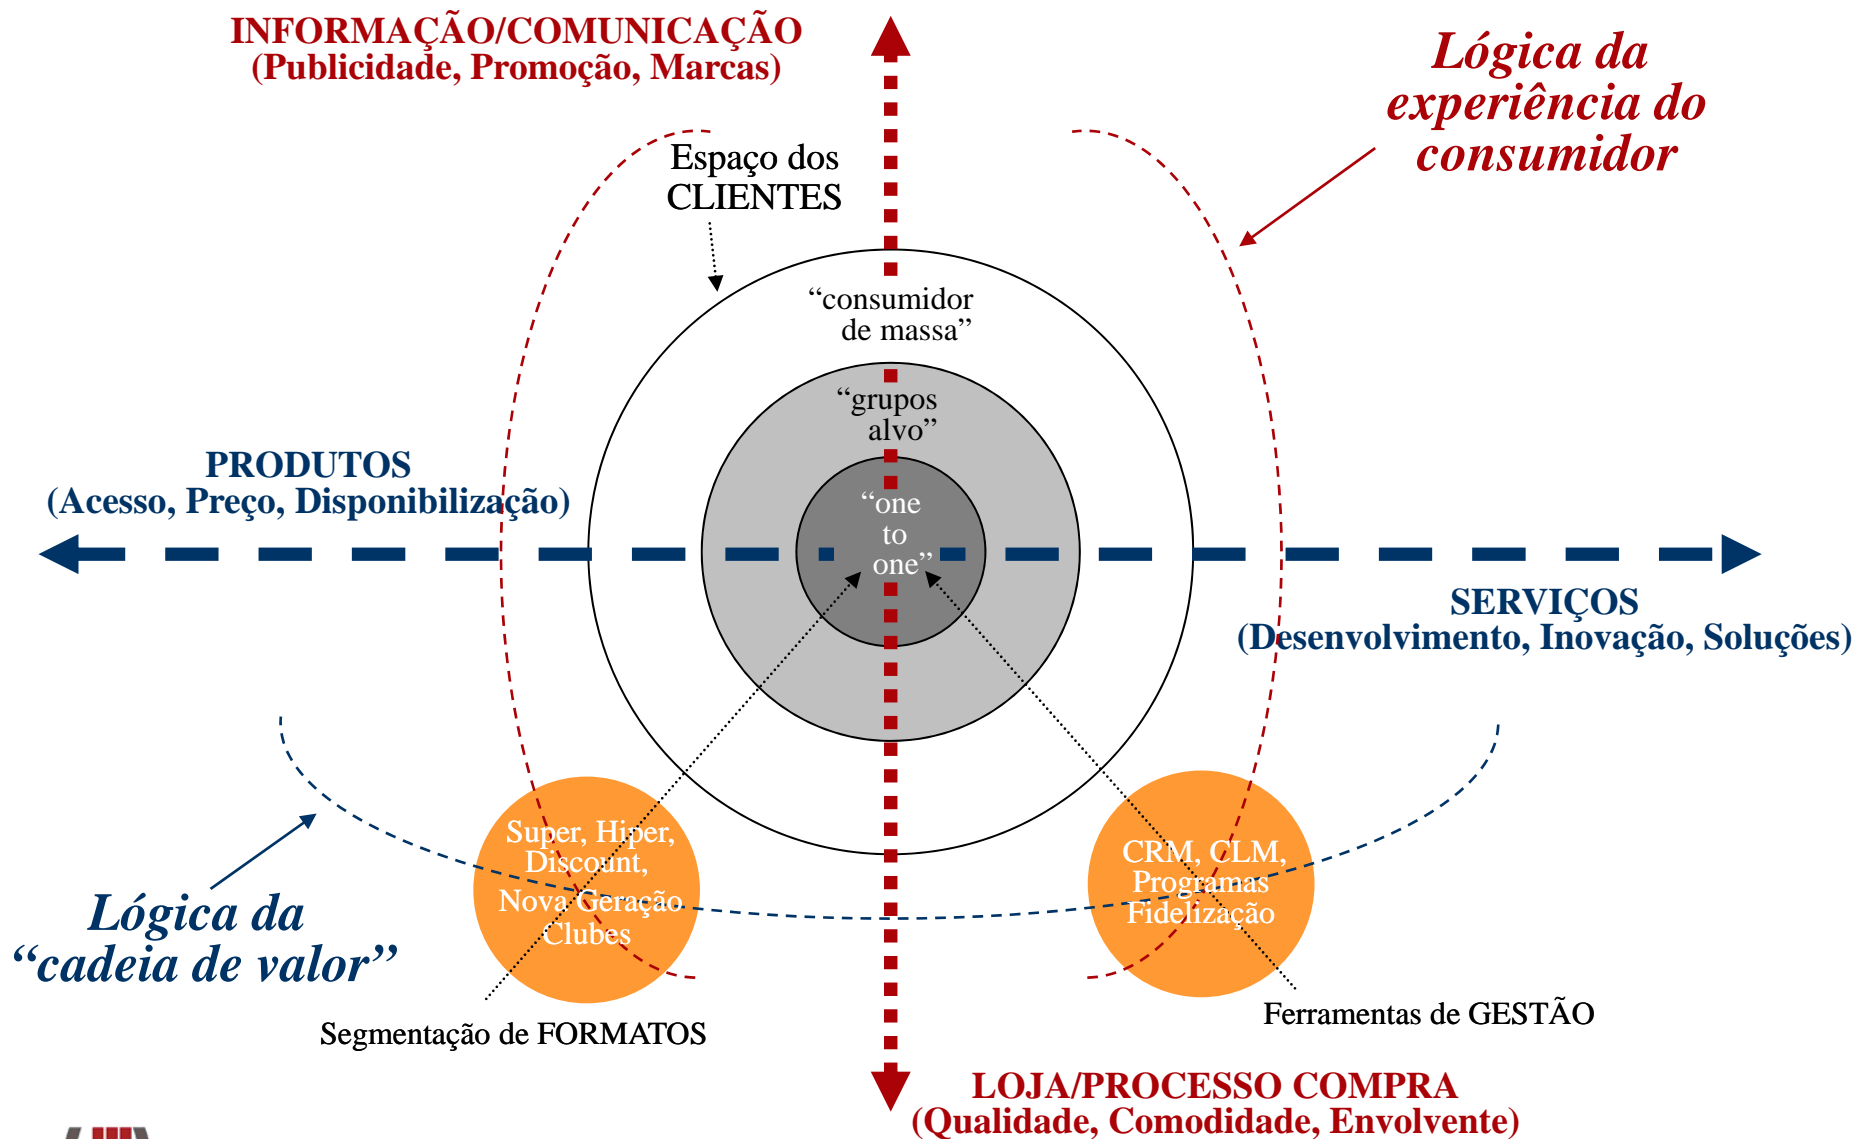 INFORMAÇÃO/COMUNICAÇÃO
(Publicidade, Promoção, Marcas)
Lógica da
experiência do
consumidor
Espaço dos
CLIENTES
“consumidor
de massa”
“grupos
alvo”
“one
to
one”
PRODUTOS
(Acesso, Preço, Disponibilização)
SERVIÇOS
(Desenvolvimento, Inovação, Soluções)
Super, Hiper,
Discount,
Nova Geração
Clubes
CRM, CLM,
Programas
Fidelização
Lógica da
“cadeia de valor”
Segmentação de FORMATOS
Ferramentas de GESTÃO
LOJA/PROCESSO COMPRA
(Qualidade, Comodidade, Envolvente)